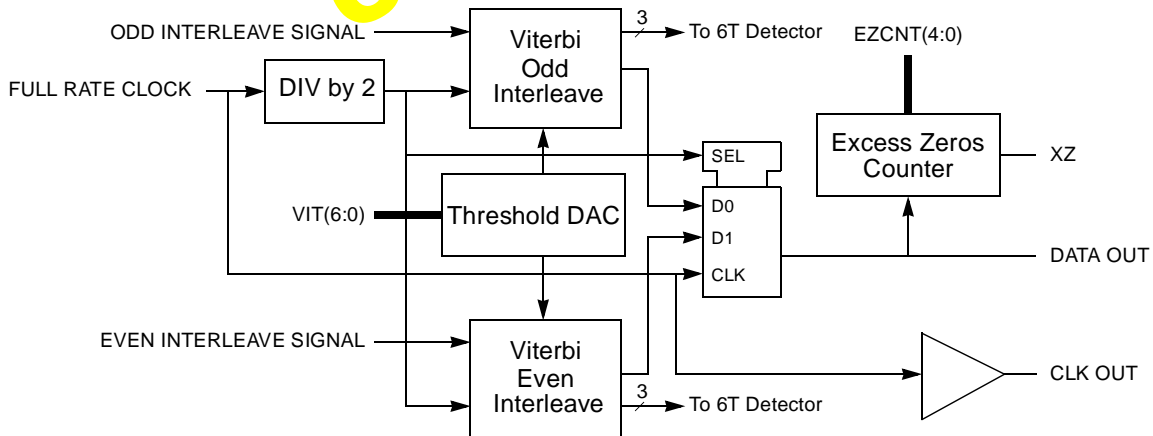 ODD INTERLEAVE SIGNAL
FULL RATE CLOCK
DIV by 2
Viterbi
Odd
Interleave
3
To 6T Detector
EZCNT(4:0)
Excess Zeros
Counter
XZ
SEL
D0
D1
CLK
VIT(6:0)
Threshold DAC
DATA OUT
EVEN INTERLEAVE SIGNAL
Viterbi
Even
Interleave
3
To 6T Detector
CLK OUT